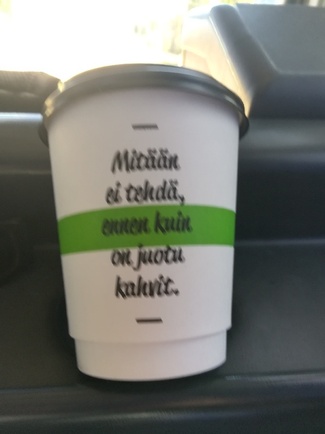 Mitään
ei tehdä,
ennen kuin
on juotu
kahvit.